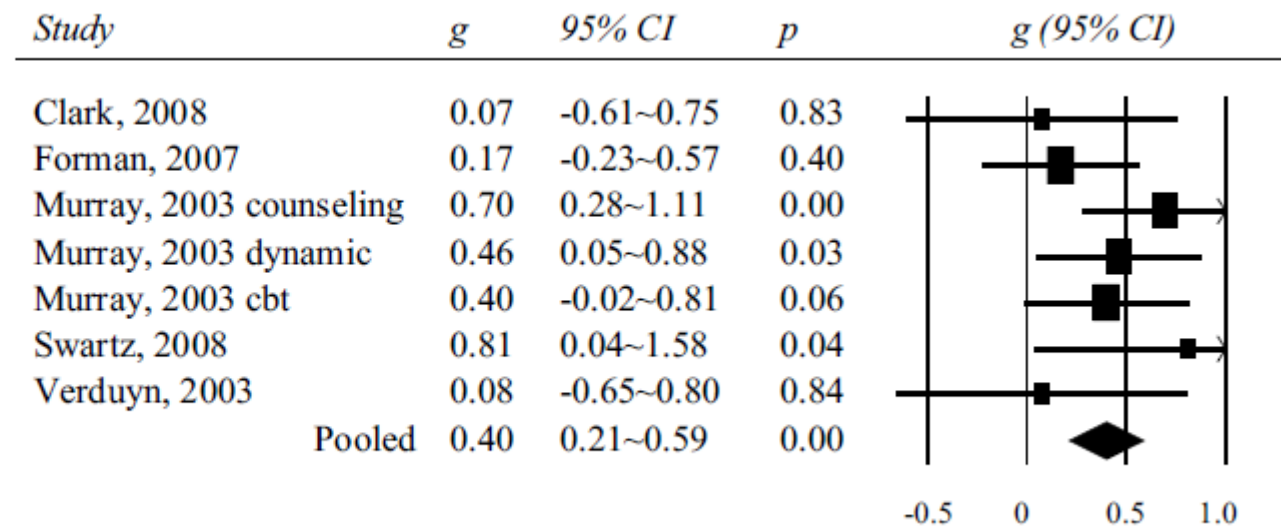 Study g 95% CI p g (95% CI)
Clark, 2008 0.07 -0.61~0.75 0.83
Forman, 2007 0.17 -0.23~0.57 0.40
Murray, 2003 counseling 0.70 0.28~1.11 0.00
Murray, 2003 dynamic 0.46 0.05~0.88 0.03
Murray, 2003 cbt 0.40 -0.02~0.81 0.06
Swartz, 2008 0.81 0.04~1.58 0.04
Verduyn, 2003 0.08 -0.65~0.80 0.84
Pooled 0.40 0.21~0.59 0.00
-0.5 0 0.5 1.0